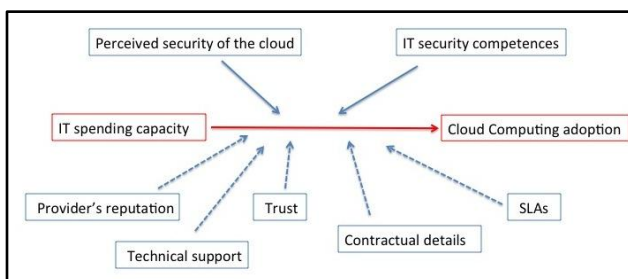 Perceived security of the cloud
IT security competences
IT spending capacity
Cloud Computing adoption
Provider's reputation
Trust
SLAs
Technical support
Contractual details